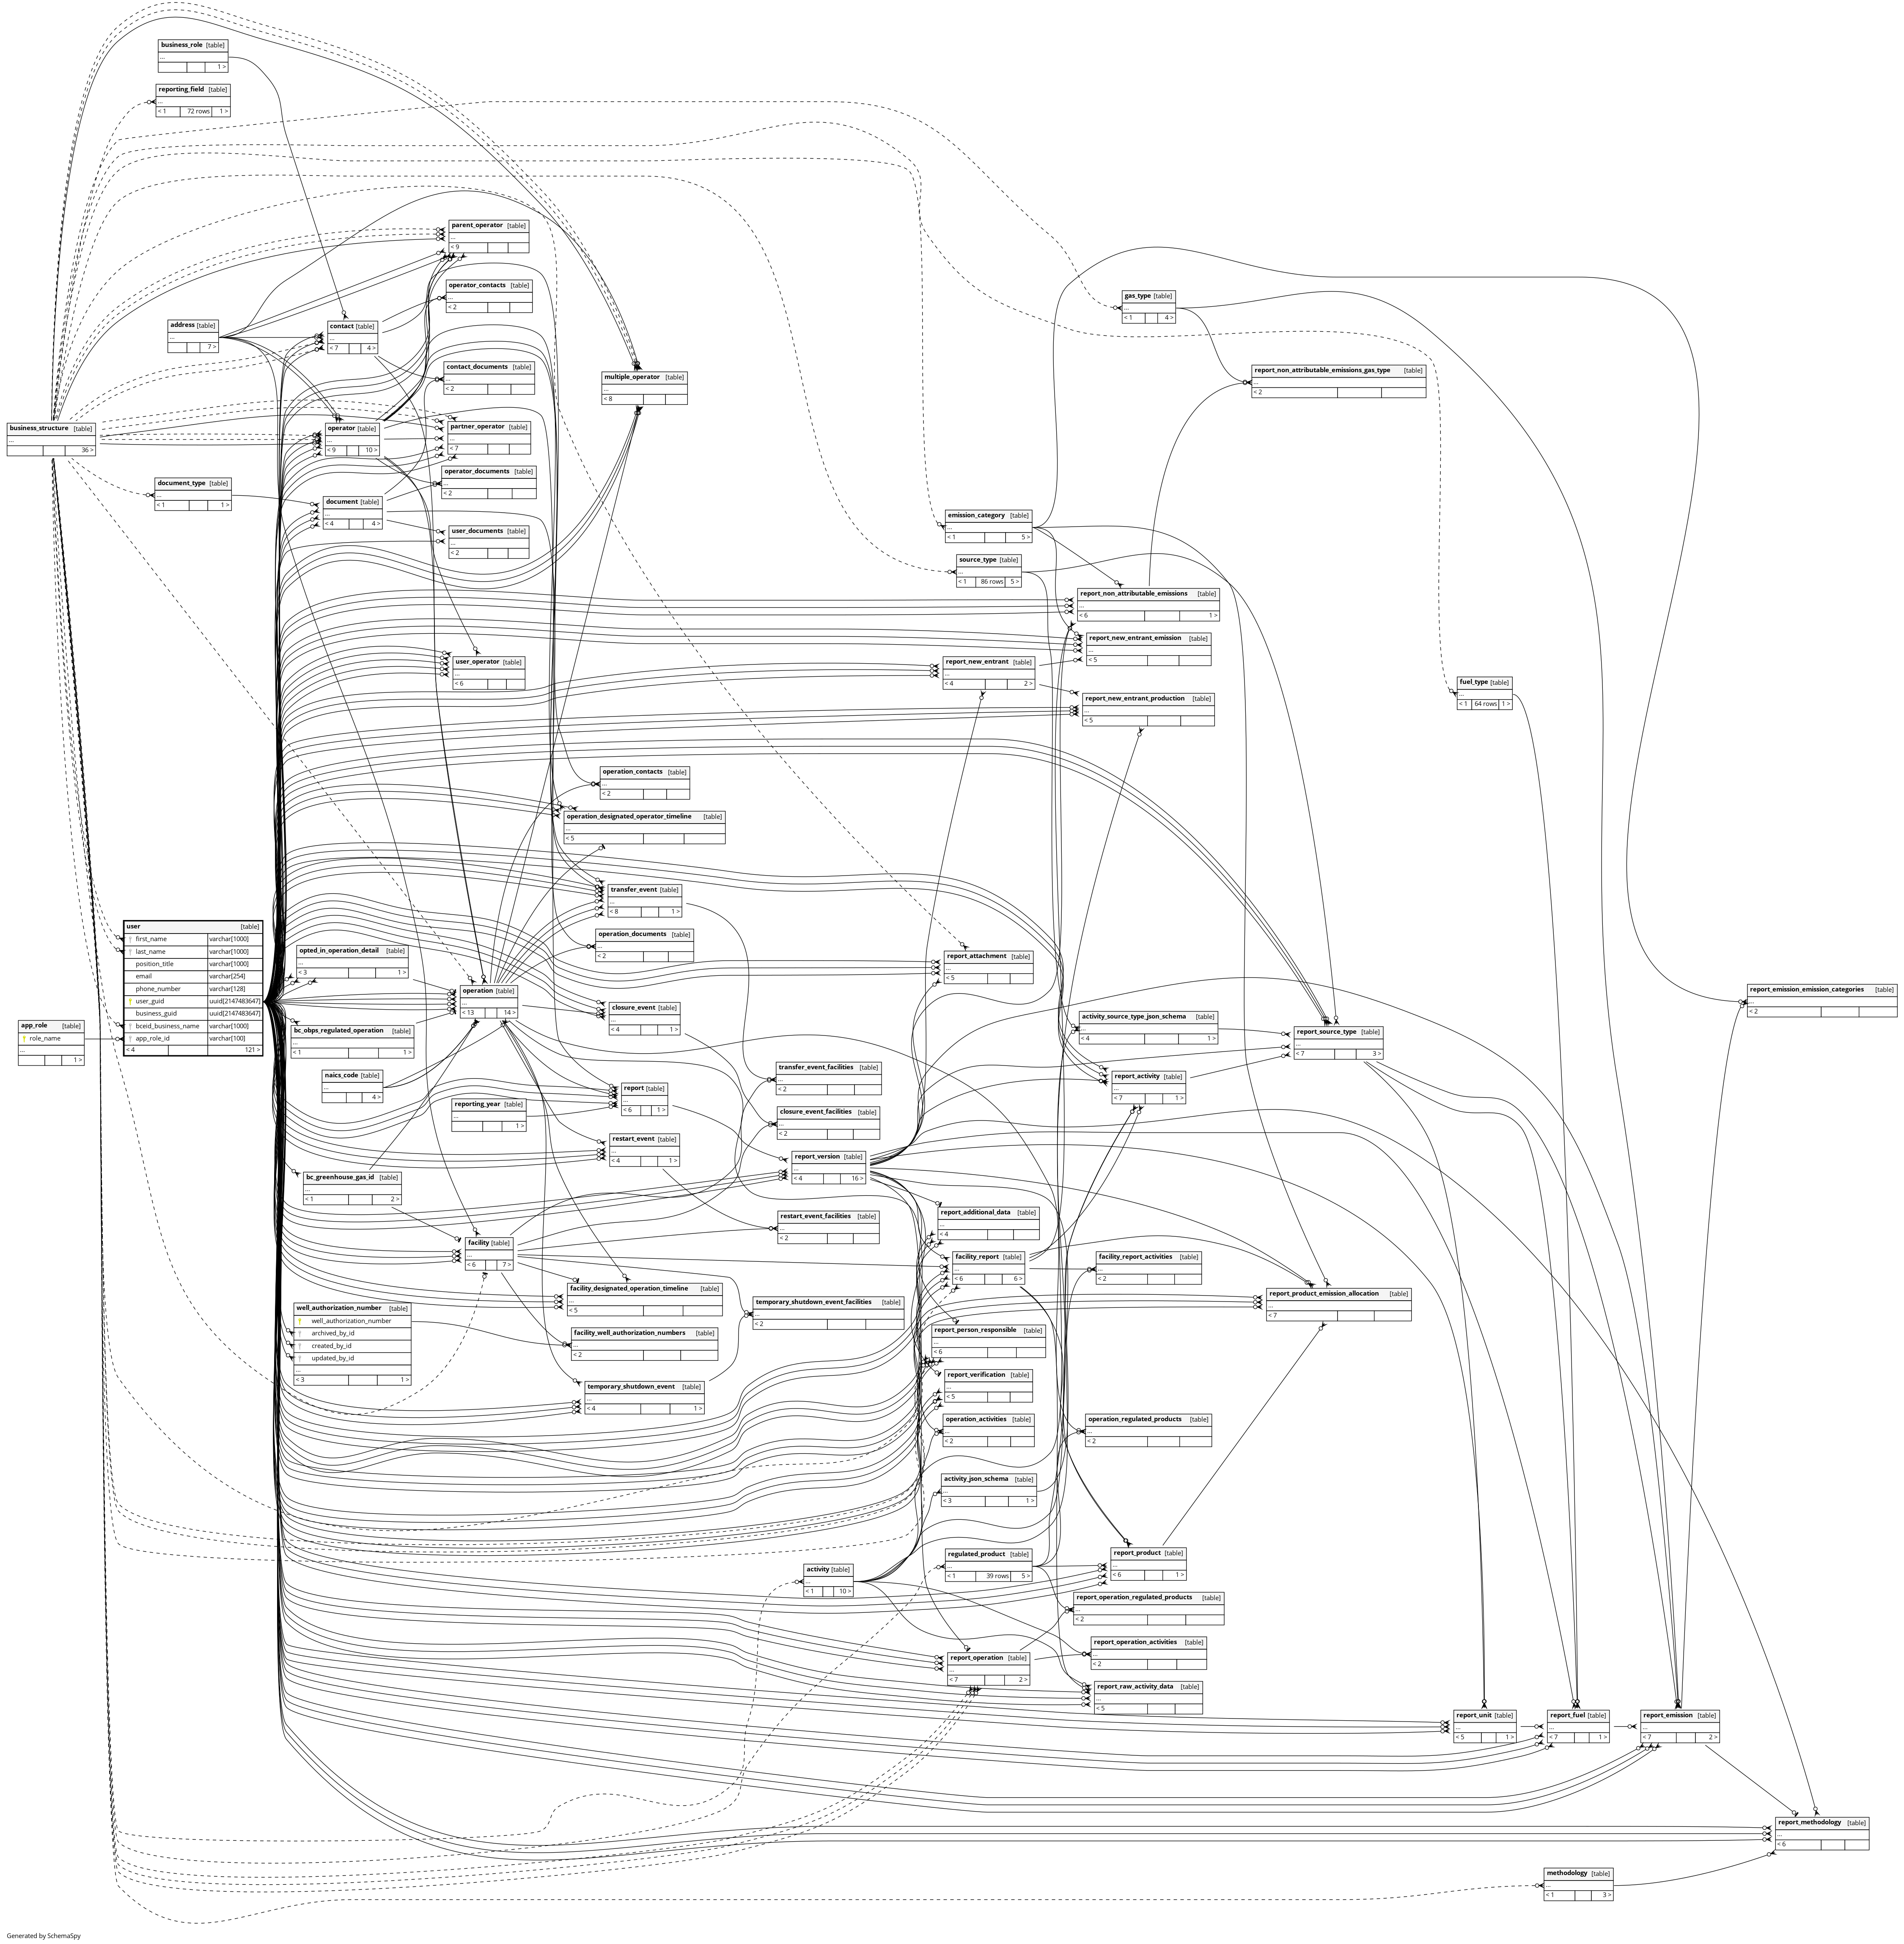 business_role [table]
...
1 >
reporting_field [table]
...
< 1 72 rows 1 >
parent_operator [table]
...
< 9
operator_contacts [table]
...
< 2
gas_type [table]
...
< 1 4 >
address [table]
...
7 >
contact [table]
...
< 7 4 >
contact_documents [table]
...
< 2
report_non_attributable_emissions_gas_type [table]
...
< 2
multiple_operator [table]
...
< 8
business_structure [table]
...
36 >
operator [table]
...
< 9 10 >
partner_operator [table]
...
< 7
operator_documents [table]
...
< 2
document_type [table]
...
< 1 1 >
document [table]
...
< 4 4 >
user_documents [table]
...
< 2
emission_category [table]
...
< 1 5 >
source_type [table]
...
< 1 86 rows 5 >
report_non_attributable_emissions [table]
...
< 6 1 >
report_new_entrant_emission [table]
...
< 5
user_operator [table]
...
< 6
report_new_entrant [table]
...
< 4 2 >
fuel_type [table]
...
< 1 64 rows 1 >
report_new_entrant_production [table]
...
< 5
operation_contacts [table]
...
< 2
operation_designated_operator_timeline [table]
...
< 5
transfer_event [table]
...
< 8 1 >
operation_documents [table]
...
< 2
user [table]
first_name varchar[1000]
last_name varchar[1000]
position_title varchar[1000]
email varchar[254]
phone_number varchar[128]
user_guid uuid[2147483647]
business_guid uuid[2147483647]
bceid_business_name varchar[1000]
app_role_id varchar[100]
< 4 121 >
opted_in_operation_detail [table]
...
< 3 1 >
report_attachment [table]
...
< 5
operation [table]
...
< 13 14 >
report_emission_emission_categories [table]
...
< 2
closure_event [table]
...
< 4 1 >
activity_source_type_json_schema [table]
...
< 4 1 >
app_role [table]
role_name
...
1 >
bc_obps_regulated_operation [table]
...
< 1 1 >
report_source_type [table]
...
< 7 3 >
transfer_event_facilities [table]
...
< 2
naics_code [table]
...
4 >
report_activity [table]
...
< 7 1 >
report [table]
...
< 6 1 >
reporting_year [table]
...
1 >
closure_event_facilities [table]
...
< 2
restart_event [table]
...
< 4 1 >
report_version [table]
...
< 4 16 >
bc_greenhouse_gas_id [table]
...
< 1 2 >
report_additional_data [table]
...
< 4
restart_event_facilities [table]
...
< 2
facility [table]
...
< 6 7 >
facility_report [table]
...
< 6 6 >
facility_report_activities [table]
...
< 2
facility_designated_operation_timeline [table]
...
< 5
report_product_emission_allocation [table]
...
< 7
temporary_shutdown_event_facilities [table]
...
< 2
well_authorization_number [table]
well_authorization_number
archived_by_id
created_by_id
updated_by_id
...
< 3 1 >
facility_well_authorization_numbers [table]
...
< 2
report_person_responsible [table]
...
< 6
report_verification [table]
...
< 5
temporary_shutdown_event [table]
...
< 4 1 >
operation_activities [table]
...
< 2
operation_regulated_products [table]
...
< 2
activity_json_schema [table]
...
< 3 1 >
regulated_product [table]
...
< 1 39 rows 5 >
report_product [table]
...
< 6 1 >
activity [table]
...
< 1 10 >
report_operation_regulated_products [table]
...
< 2
report_operation_activities [table]
...
< 2
report_operation [table]
...
< 7 2 >
report_raw_activity_data [table]
...
< 5
report_unit [table]
...
< 5 1 >
report_fuel [table]
...
< 7 1 >
report_emission [table]
...
< 7 2 >
report_methodology [table]
...
< 6
methodology [table]
...
< 1 3 >
Generated by SchemaSpy